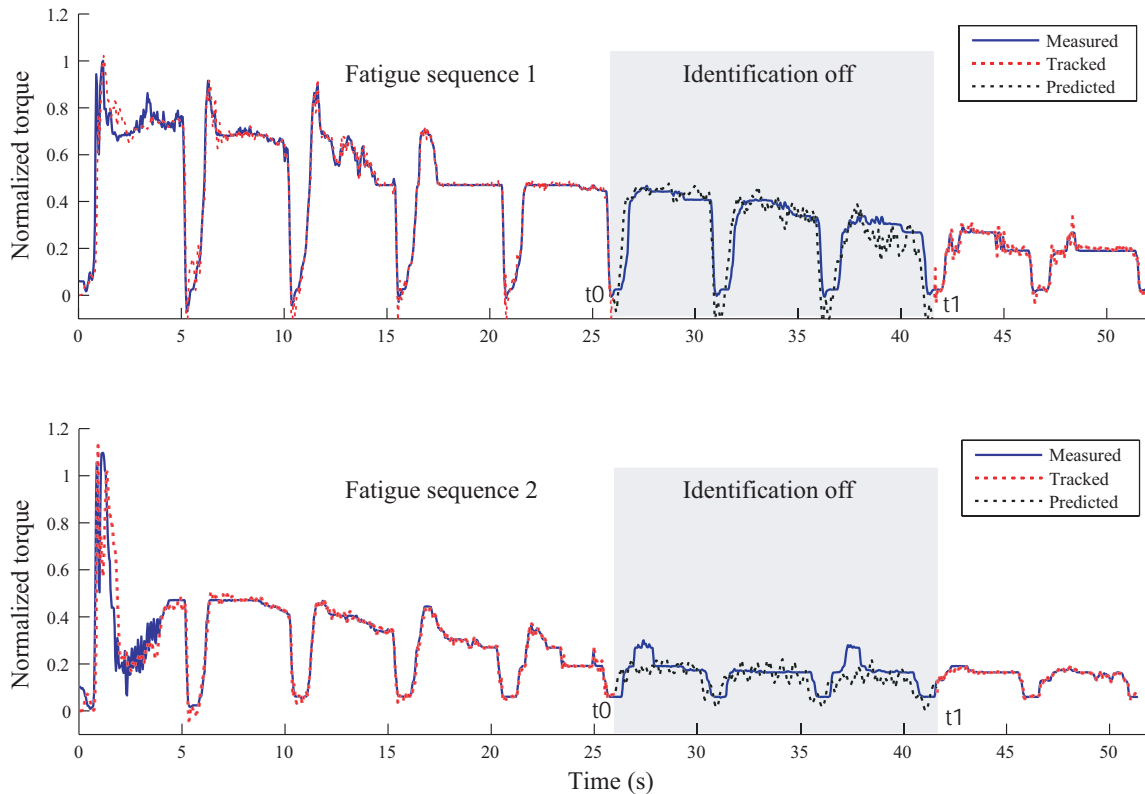 Normalized torque
1.2
1
0.8
0.6
0.4
0.2
0
Fatigue sequence 1
Identification off
Measured
Tracked
Predicted
t0
t1
0 5 10 15 20 25 30 35 40 45 50
Normalized torque
1.2
1
0.8
0.6
0.4
0.2
0
Fatigue sequence 2
Identification off
Measured
Tracked
Predicted
t0
t1
0 5 10 15 20 25 30 35 40 45 50
Time (s)